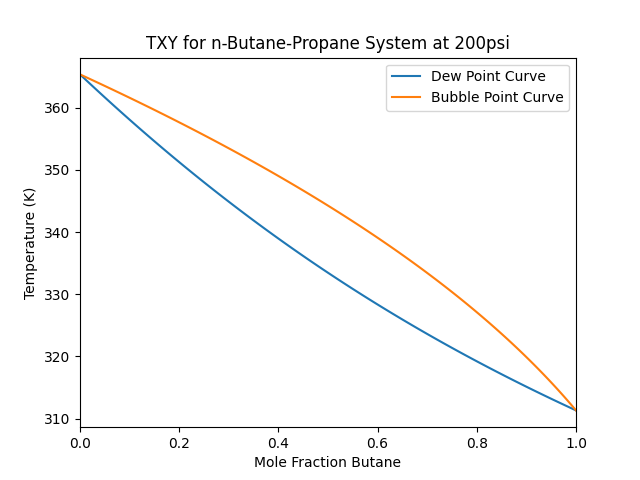 TXY for n-Butane-Propane System at 200psi
Dew Point Curve
Bubble Point Curve
Temperature (K)
360
350
340
330
320
310
0.0 0.2 0.4 0.6 0.8 1.0
Mole Fraction Butane